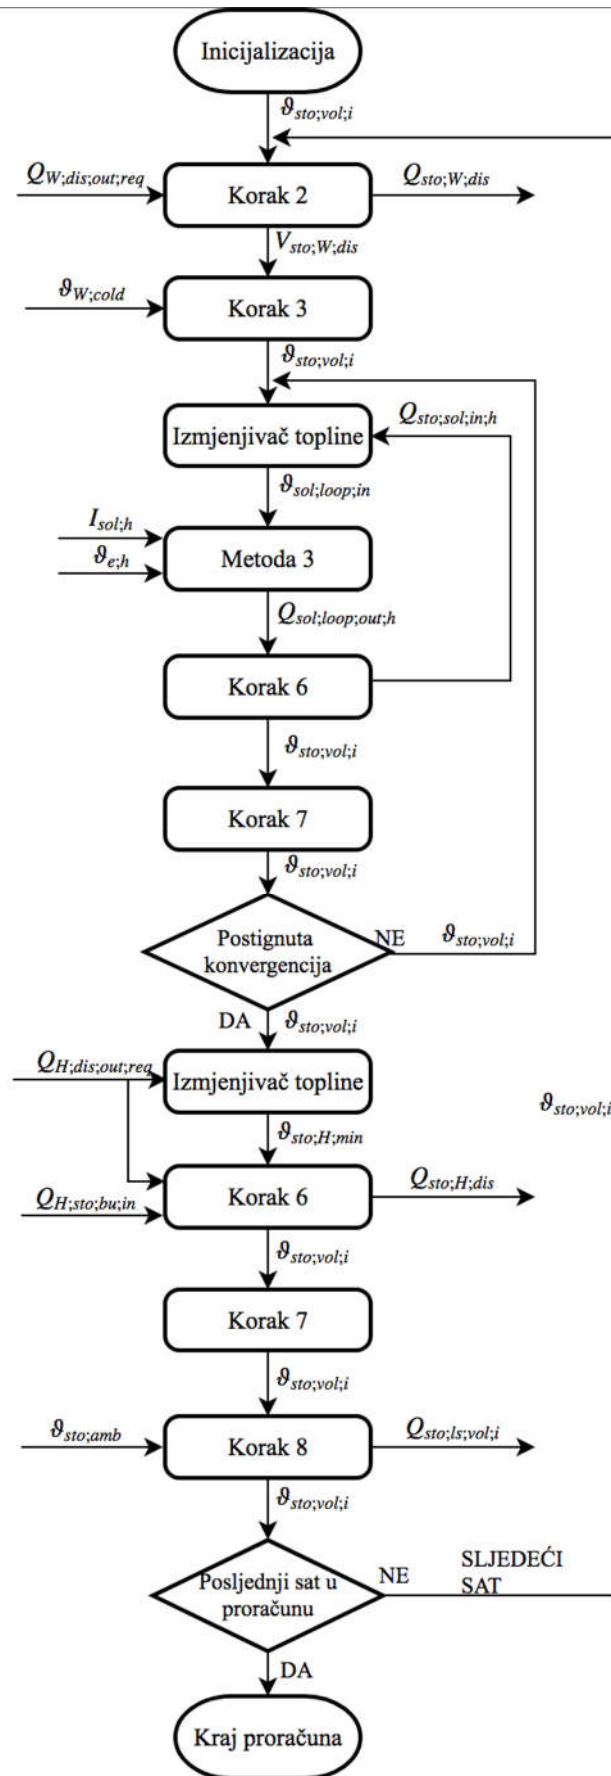 Inicijalizacija
ϑsto;vol;i
QW;dis;out;req
Korak 2
Qsto;W;dis
Vsto;W;dis
ϑW;cold
Korak 3
ϑsto;vol;i
Qsto;sol;in;h
Izmjenjivač topline
ϑsol;loop;in
Isol;h
ϑe;h
Metoda 3
Qsol;loop;out;h
Korak 6
ϑsto;vol;i
Korak 7
ϑsto;vol;i
Postignuta
konvergencija
NE
ϑsto;vol;i
DA
ϑsto;vol;i
QH;dis;out;req
Izmjenjivač topline
ϑsto;vol;i
ϑsto;H;min
QH;sto;bu;in
Korak 6
Qsto;H;dis
ϑsto;vol;i
Korak 7
ϑsto;vol;i
ϑsto;amb
Korak 8
Qsto;ls;vol;i
ϑsto;vol;i
Posljednji sat u
proračunu
NE
SLJEDEĆI
SAT
DA
Kraj proračuna